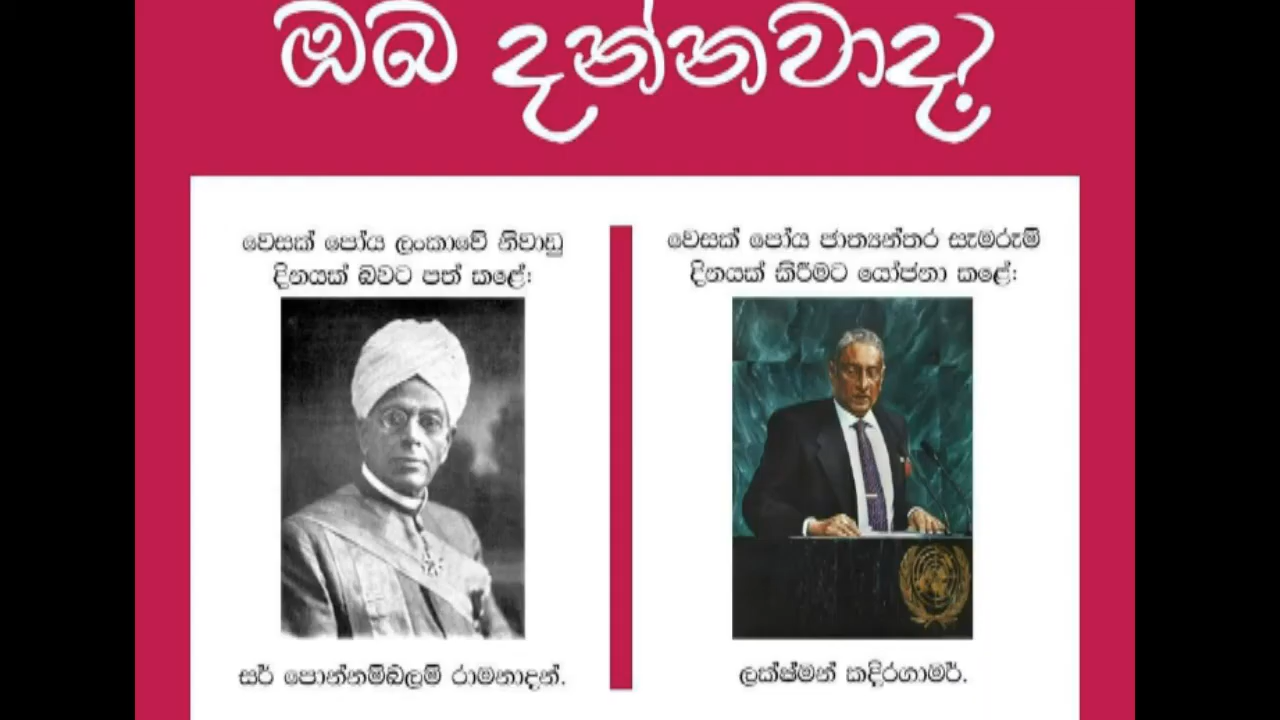 ඔබ දන්නවාද?
වෙසක් පෝය ලංකාවේ නිවාඩු
දිනයක් බවට පත් කළේ:
සර් පොන්නම්බලම් රාමනාදන්.
වෙසක් පෝය ජාත්‍යන්තර සැමරුම්
දිනයක් කිරීමට යෝජනා කළේ:
ලක්ෂ්මන් කදිරගාමර්.